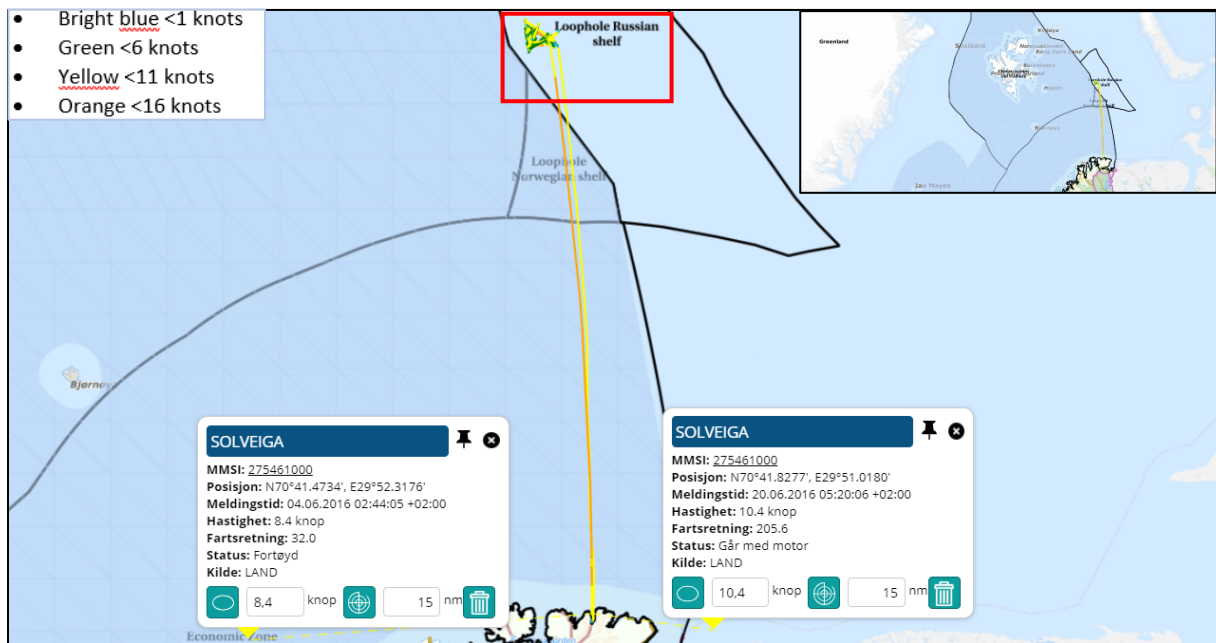 • Bright blue <1 knots
• Green <6 knots
• Yellow <11 knots
• Orange <16 knots
Loophole Russian
shelf
Loophole
Norwegian shelf
Greenland
Hopen
Bjørnøya
Jan Mayen
Bjørnøy
SOLVEIGA
MMSI: 275461000
Posisjon: N70°41.4734', E29°52.3176'
Meldingstid: 04.06.2016 02:44:05 +02:00
Hastighet: 8.4 knop
Fartsretning: 32.0
Status: Fortøyd
Kilde: LAND
8,4 knop 15 nm
SOLVEIGA
MMSI: 275461000
Posisjon: N70°41.8277', E29°51.0180'
Meldingstid: 20.06.2016 05:20:06 +02:00
Hastighet: 10.4 knop
Fartsretning: 205.6
Status: Går med motor
Kilde: LAND
10,4 knop 15 nm
Economic Zone